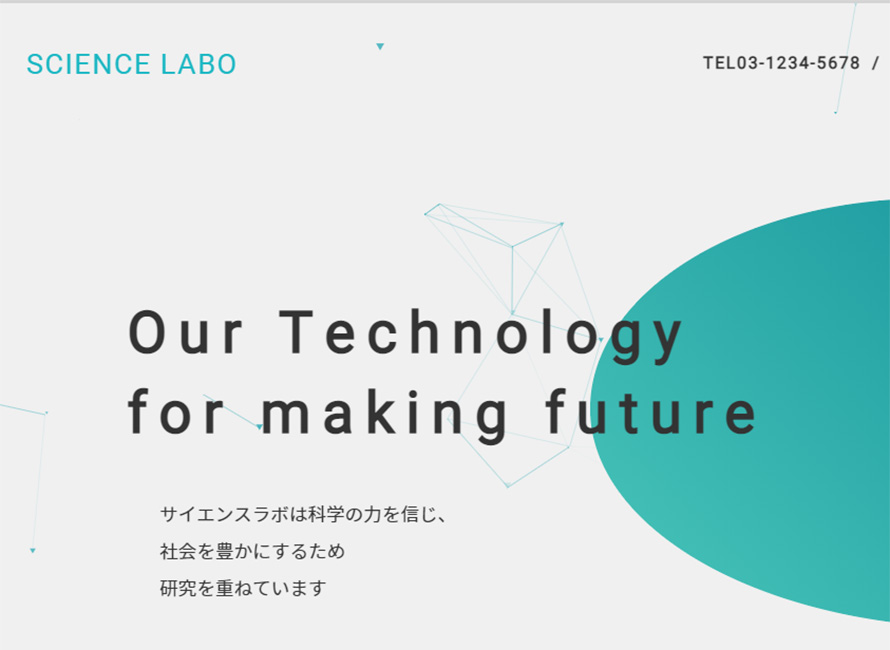 SCIENCE LABO
TEL03-1234-5678 /
Our Technology
for making future
サイエンスラボは科学の力を信じ、
社会を豊かにするため
研究を重ねています